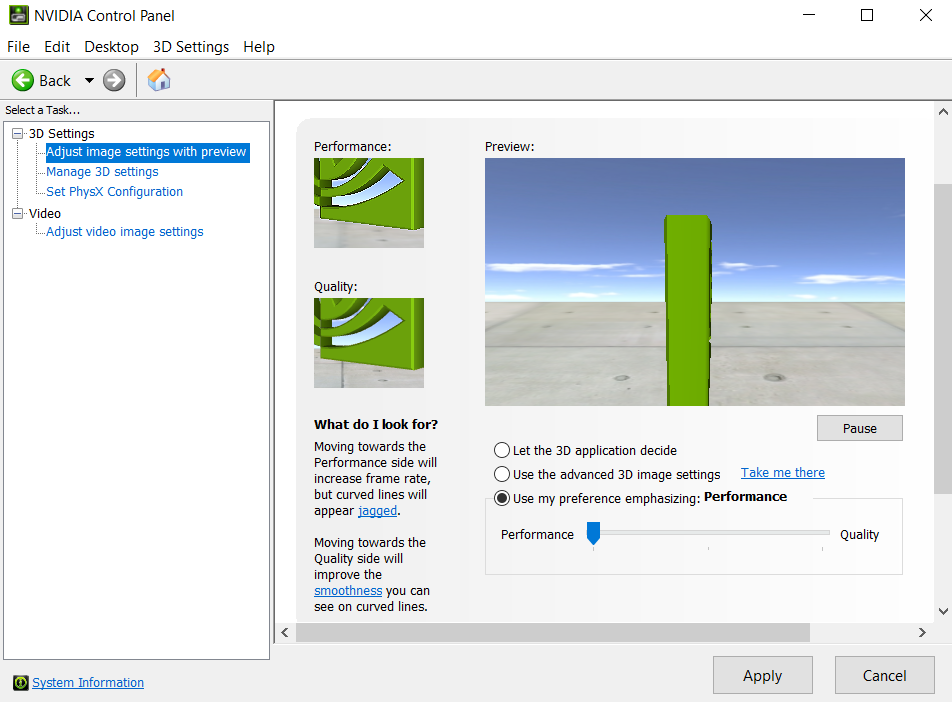 NVIDIA Control Panel
File Edit Desktop 3D Settings Help
Back
Select a Task...
3D Settings
Adjust image settings with preview
Manage 3D settings
Set PhysX Configuration
Video
Adjust video image settings
System Information
Performance:
Quality:
What do I look for?
Moving towards the
Performance side will
increase frame rate,
but curved lines will
appear jagged.
Moving towards the
Quality side will
improve the
smoothness you can
see on curved lines.
Preview:
Pause
Let the 3D application decide
Use the advanced 3D image settings Take me there
Use my preference emphasizing: Performance
Performance Quality
Apply Cancel